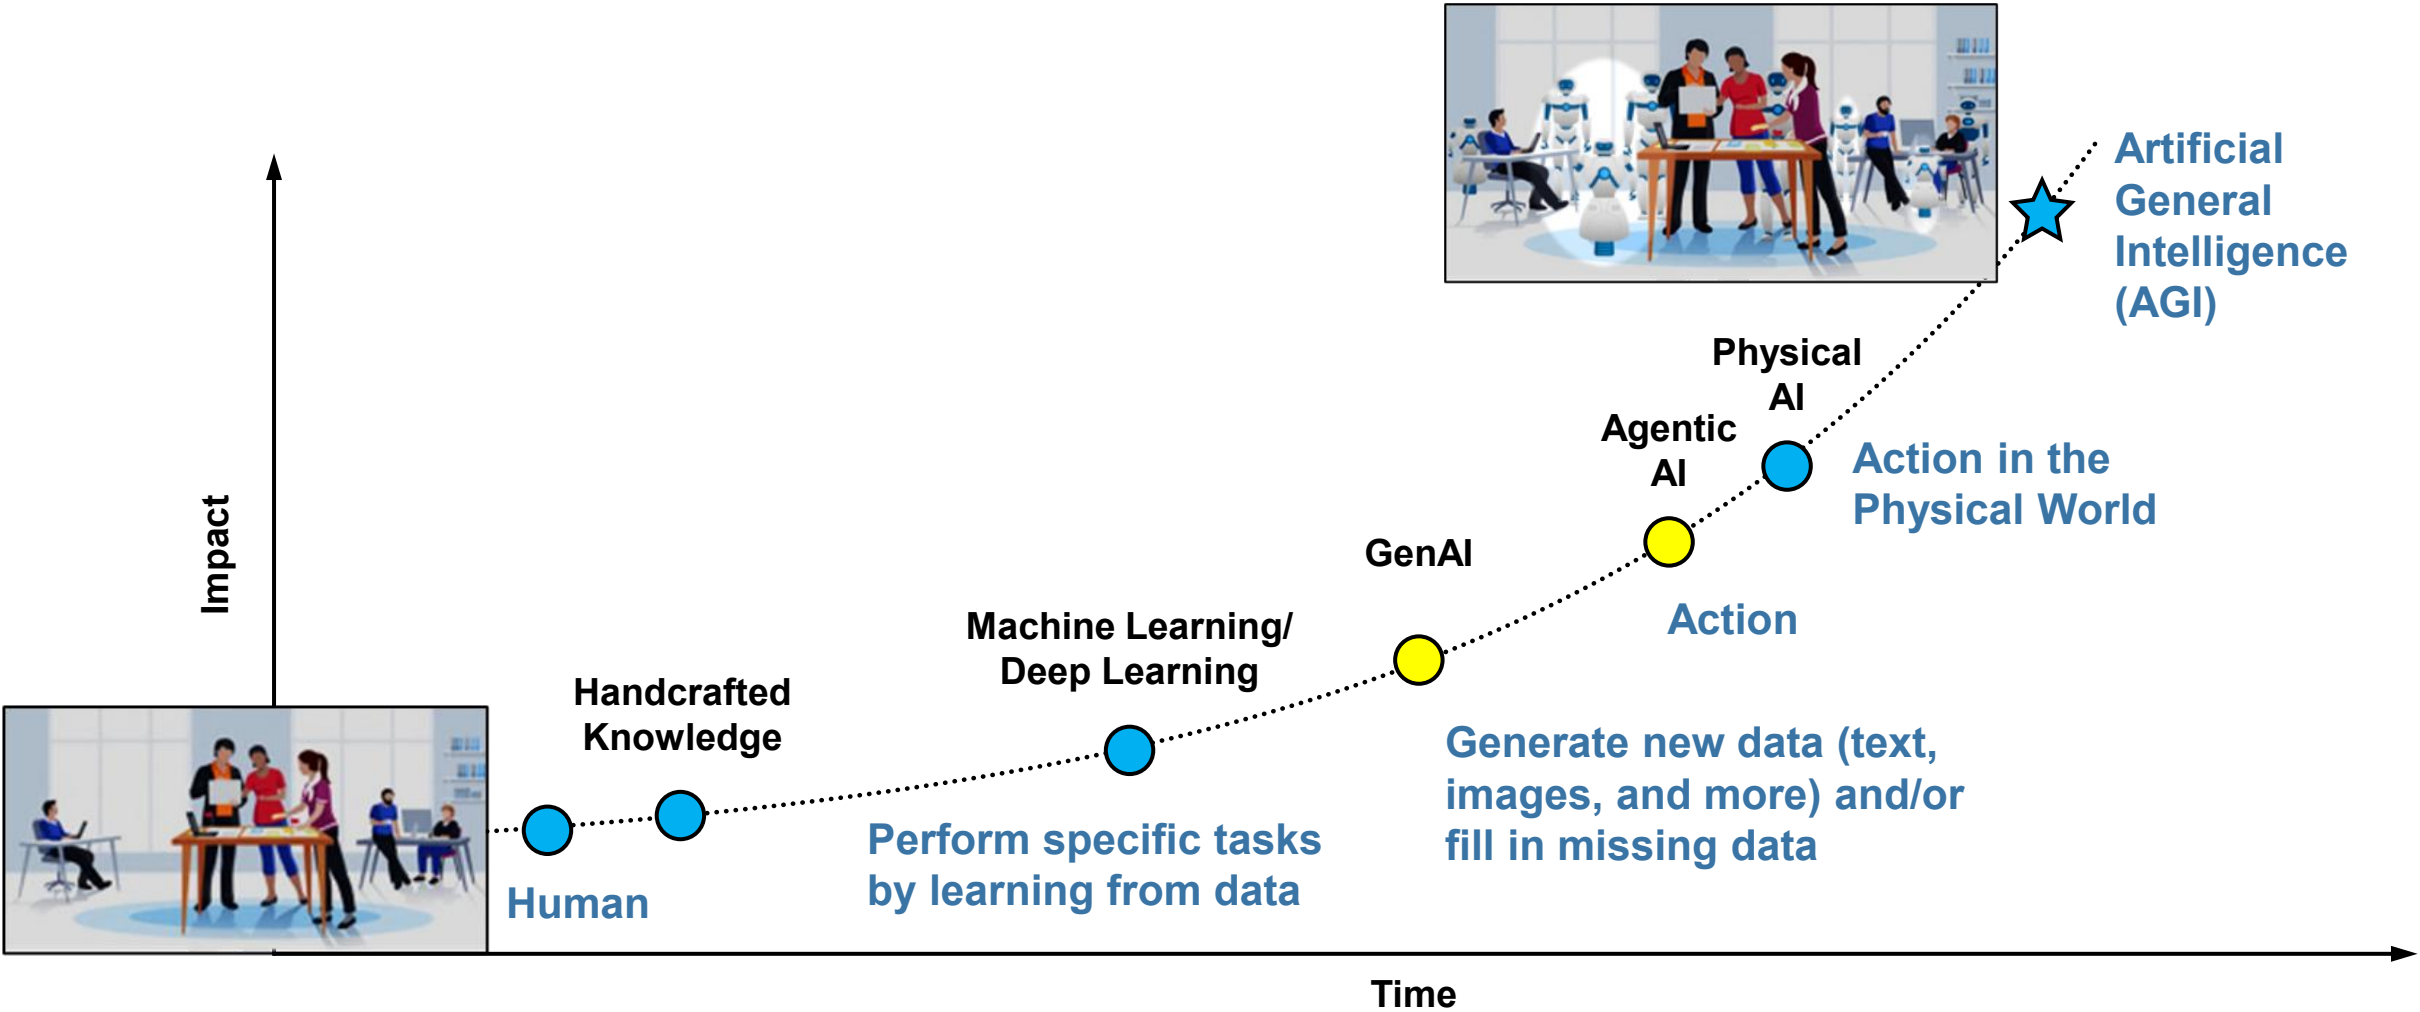 Artificial
General
Intelligence
(AGI)
Physical
AI
Agentic
AI
Action in the
Physical World
Impact
GenAI
Action
Machine Learning/
Deep Learning
Handcrafted
Knowledge
Generate new data (text,
images, and more) and/or
fill in missing data
Perform specific tasks
by learning from data
Human
Time